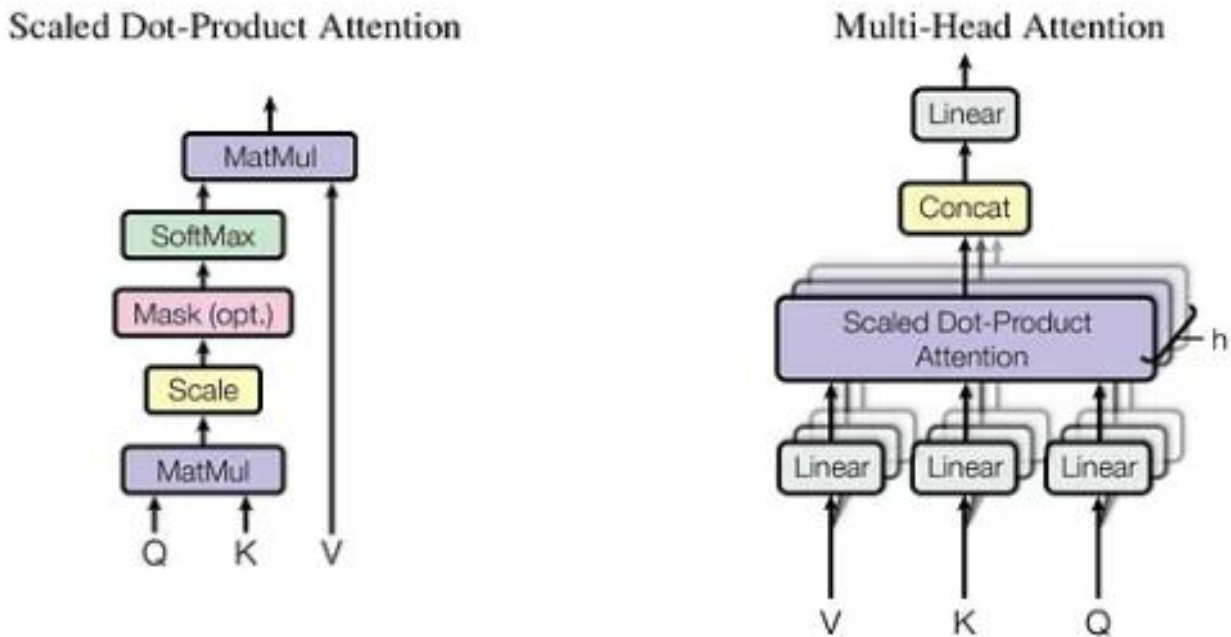 Scaled Dot-Product Attention
MatMul
SoftMax
Mask (opt.)
Scale
MatMul
Q K V
Multi-Head Attention
Linear
Concat
Scaled Dot-Product
Attention
h
Linear Linear Linear
V K Q